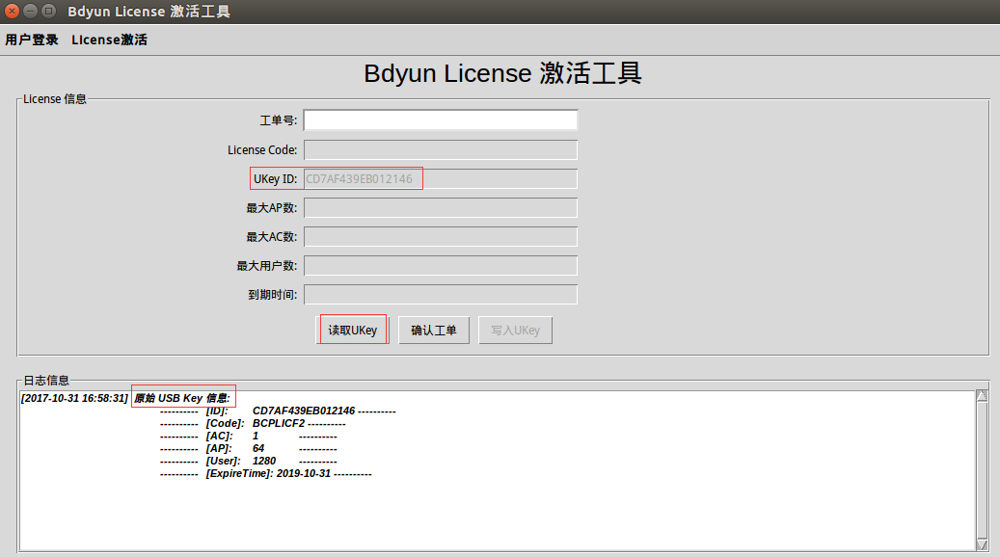 Bdyun License 激活工具
用户登录 License激活
Bdyun License 激活工具
License 信息
工单号:
License Code:
UKey ID: CD7AF439EB012146
最大AP数:
最大AC数:
最大用户数:
到期时间:
读取UKey 确认工单 写入UKey
日志信息
[2017-10-31 16:58:31] 原始 USB Key 信息:
---------- [ID]: CD7AF439EB012146 ----------
---------- [Code]: BCPLICF2 ----------
---------- [AC]: 1 ----------
---------- [AP]: 64 ----------
---------- [User]: 1280 ----------
---------- [ExpireTime]: 2019-10-31 ----------